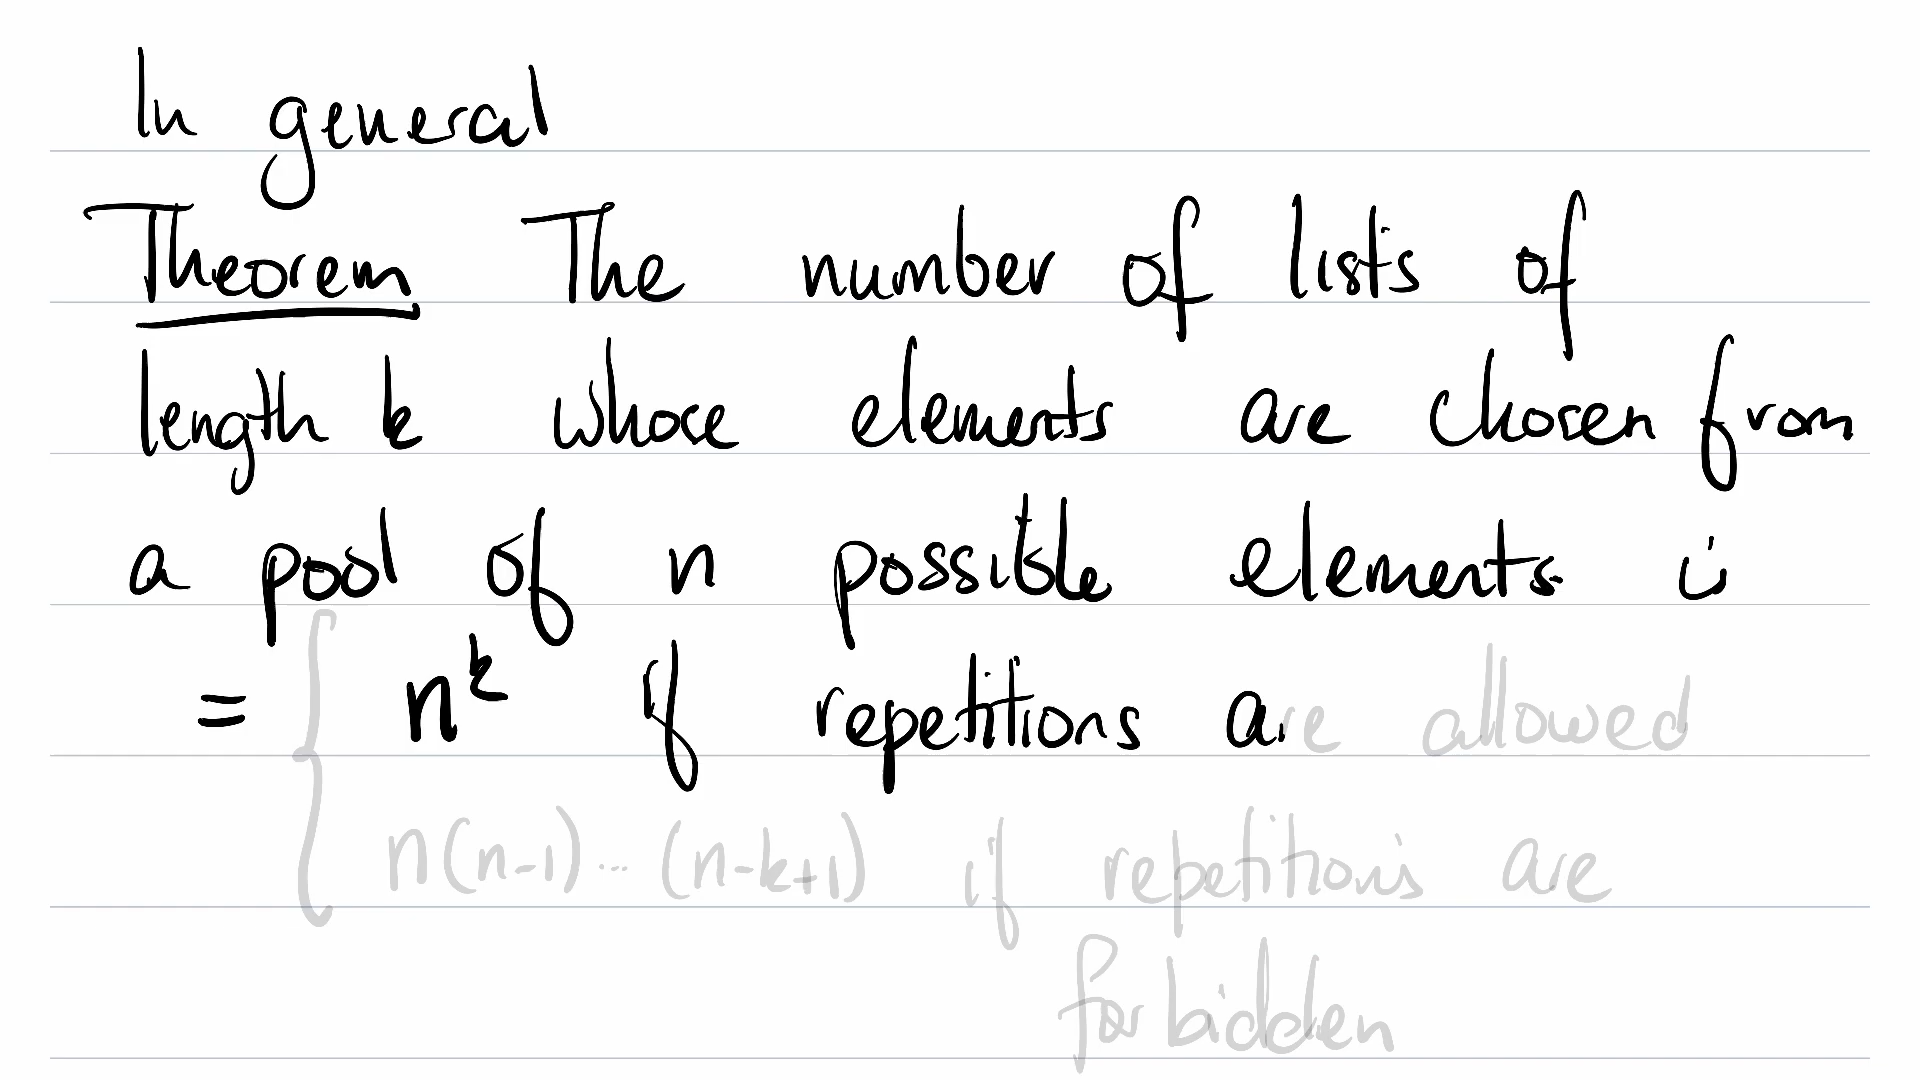 In general
Theorem The number of lists of
length k whose elements are chosen from
a pool of n possible elements is
= { n^k if repetitions are allowed
n(n-1)...(n-k+1) if repetitions are
forbidden